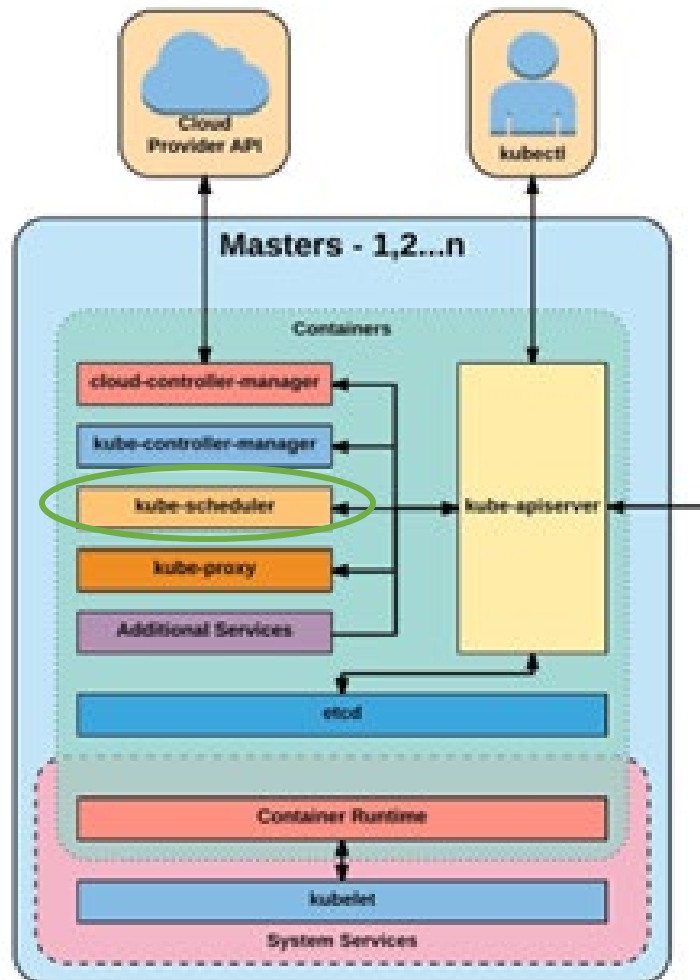 Cloud
Provider API
kubectl
Masters - 1,2...n
Containers
cloud-controller-manager
kube-controller-manager
kube-scheduler
kube-apiserver
kube-proxy
Additional Services
etcd
Container Runtime
kubelet
System Services